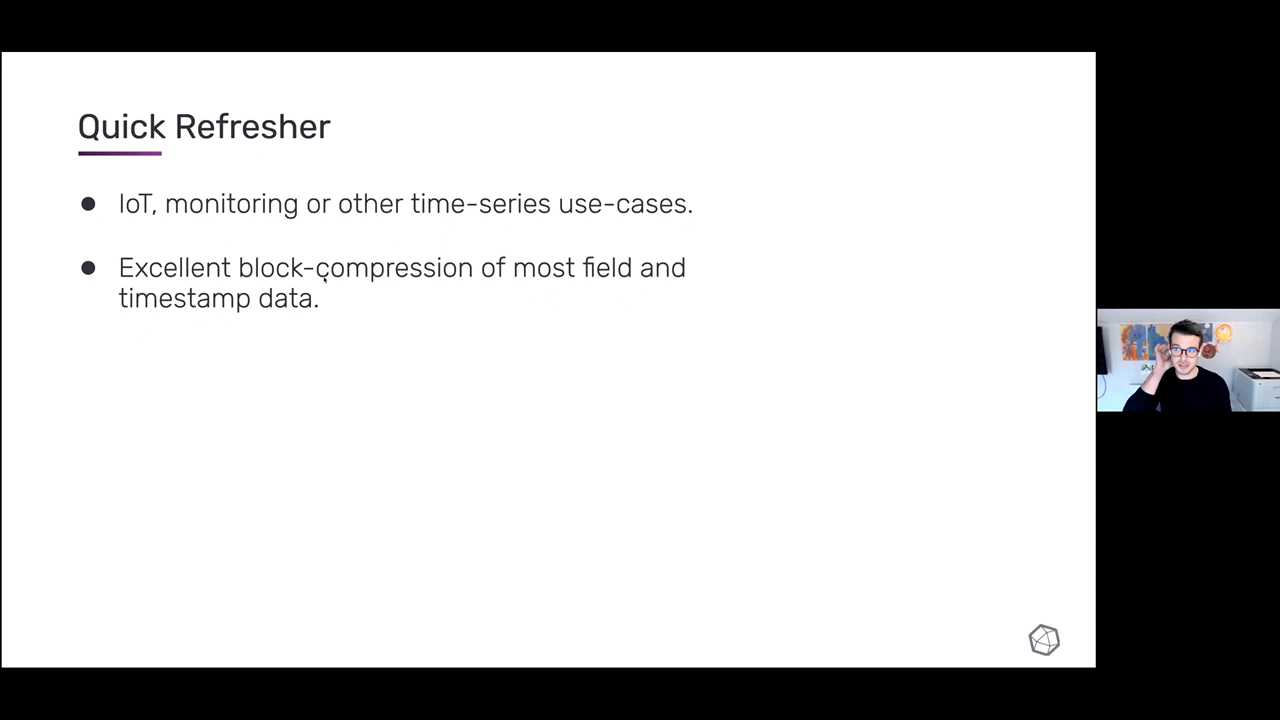 Quick Refresher
● IoT, monitoring or other time-series use-cases.
● Excellent block-compression of most field and
timestamp data.